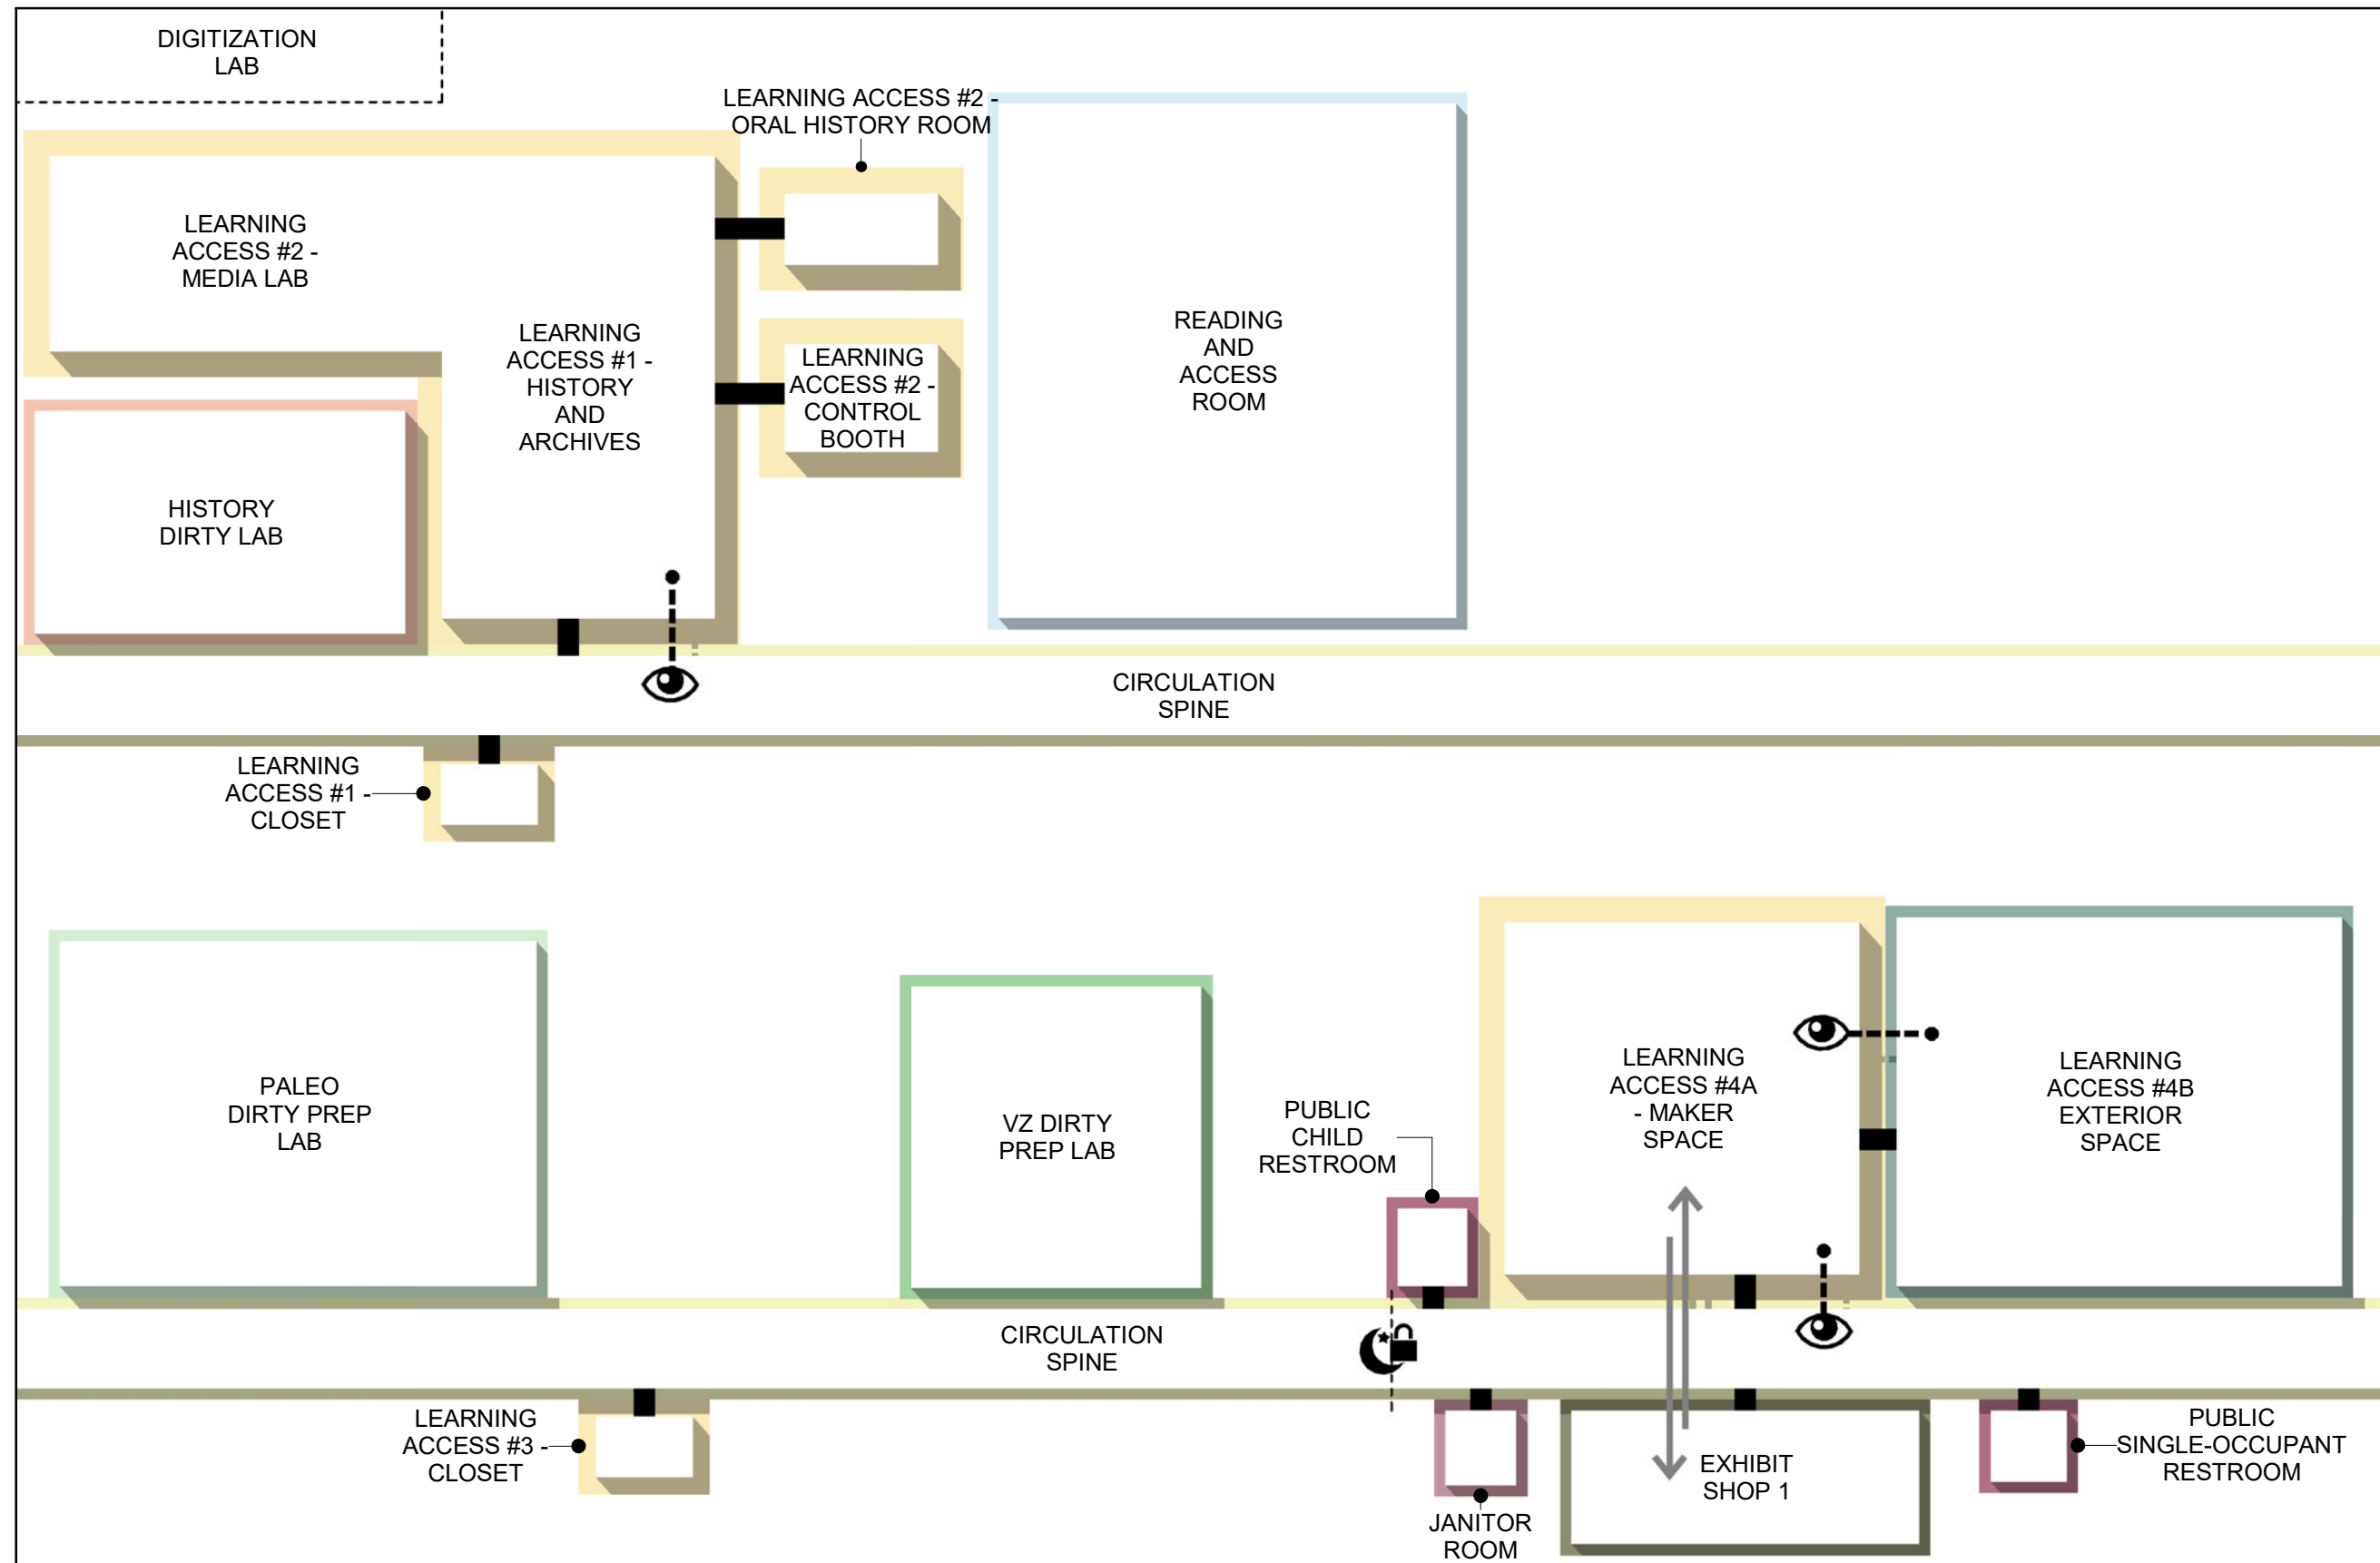 DIGITIZATION
LAB
LEARNING ACCESS #2 -
ORAL HISTORY ROOM
LEARNING
ACCESS #2 -
MEDIA LAB
LEARNING
ACCESS #1 -
HISTORY
AND
ARCHIVES
LEARNING
ACCESS #2 -
CONTROL
BOOTH
READING
AND
ACCESS
ROOM
HISTORY
DIRTY LAB
CIRCULATION
SPINE
LEARNING
ACCESS #1 -
CLOSET
PALEO
DIRTY PREP
LAB
VZ DIRTY
PREP LAB
PUBLIC
CHILD
RESTROOM
LEARNING
ACCESS #4A
- MAKER
SPACE
LEARNING
ACCESS #4B
EXTERIOR
SPACE
CIRCULATION
SPINE
LEARNING
ACCESS #3 -
CLOSET
JANITOR
ROOM
EXHIBIT
SHOP 1
PUBLIC
SINGLE-OCCUPANT
RESTROOM